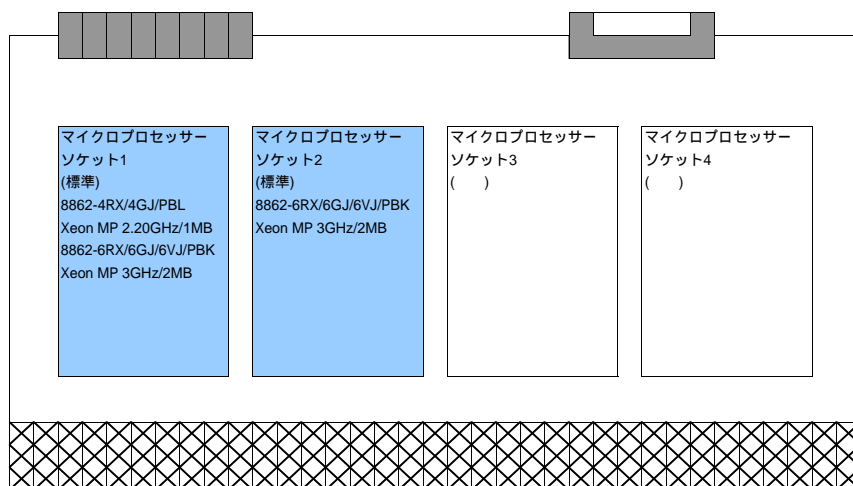 マイクロプロセッサー
ソケット1
(標準)
8862-4RX/4GJ/PBL
Xeon MP 2.20GHz/1MB
8862-6RX/6GJ/6VJ/PBK
Xeon MP 3GHz/2MB
マイクロプロセッサー
ソケット2
(標準)
8862-6RX/6GJ/6VJ/PBK
Xeon MP 3GHz/2MB
マイクロプロセッサー
ソケット3
(　　)
マイクロプロセッサー
ソケット4
(　　)